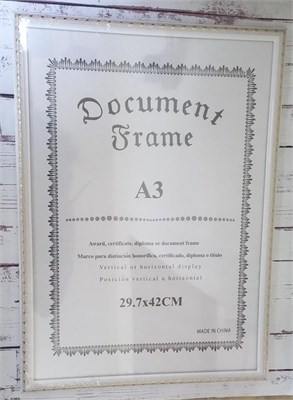 Document
Frame
A3
Award, certificate, diploma or document frame
Marco para distinción honorífica, certificado, diploma o título
Vertical or horizontal display
Posición vertical u horizontal
29.7x42CM
MADE IN CHINA